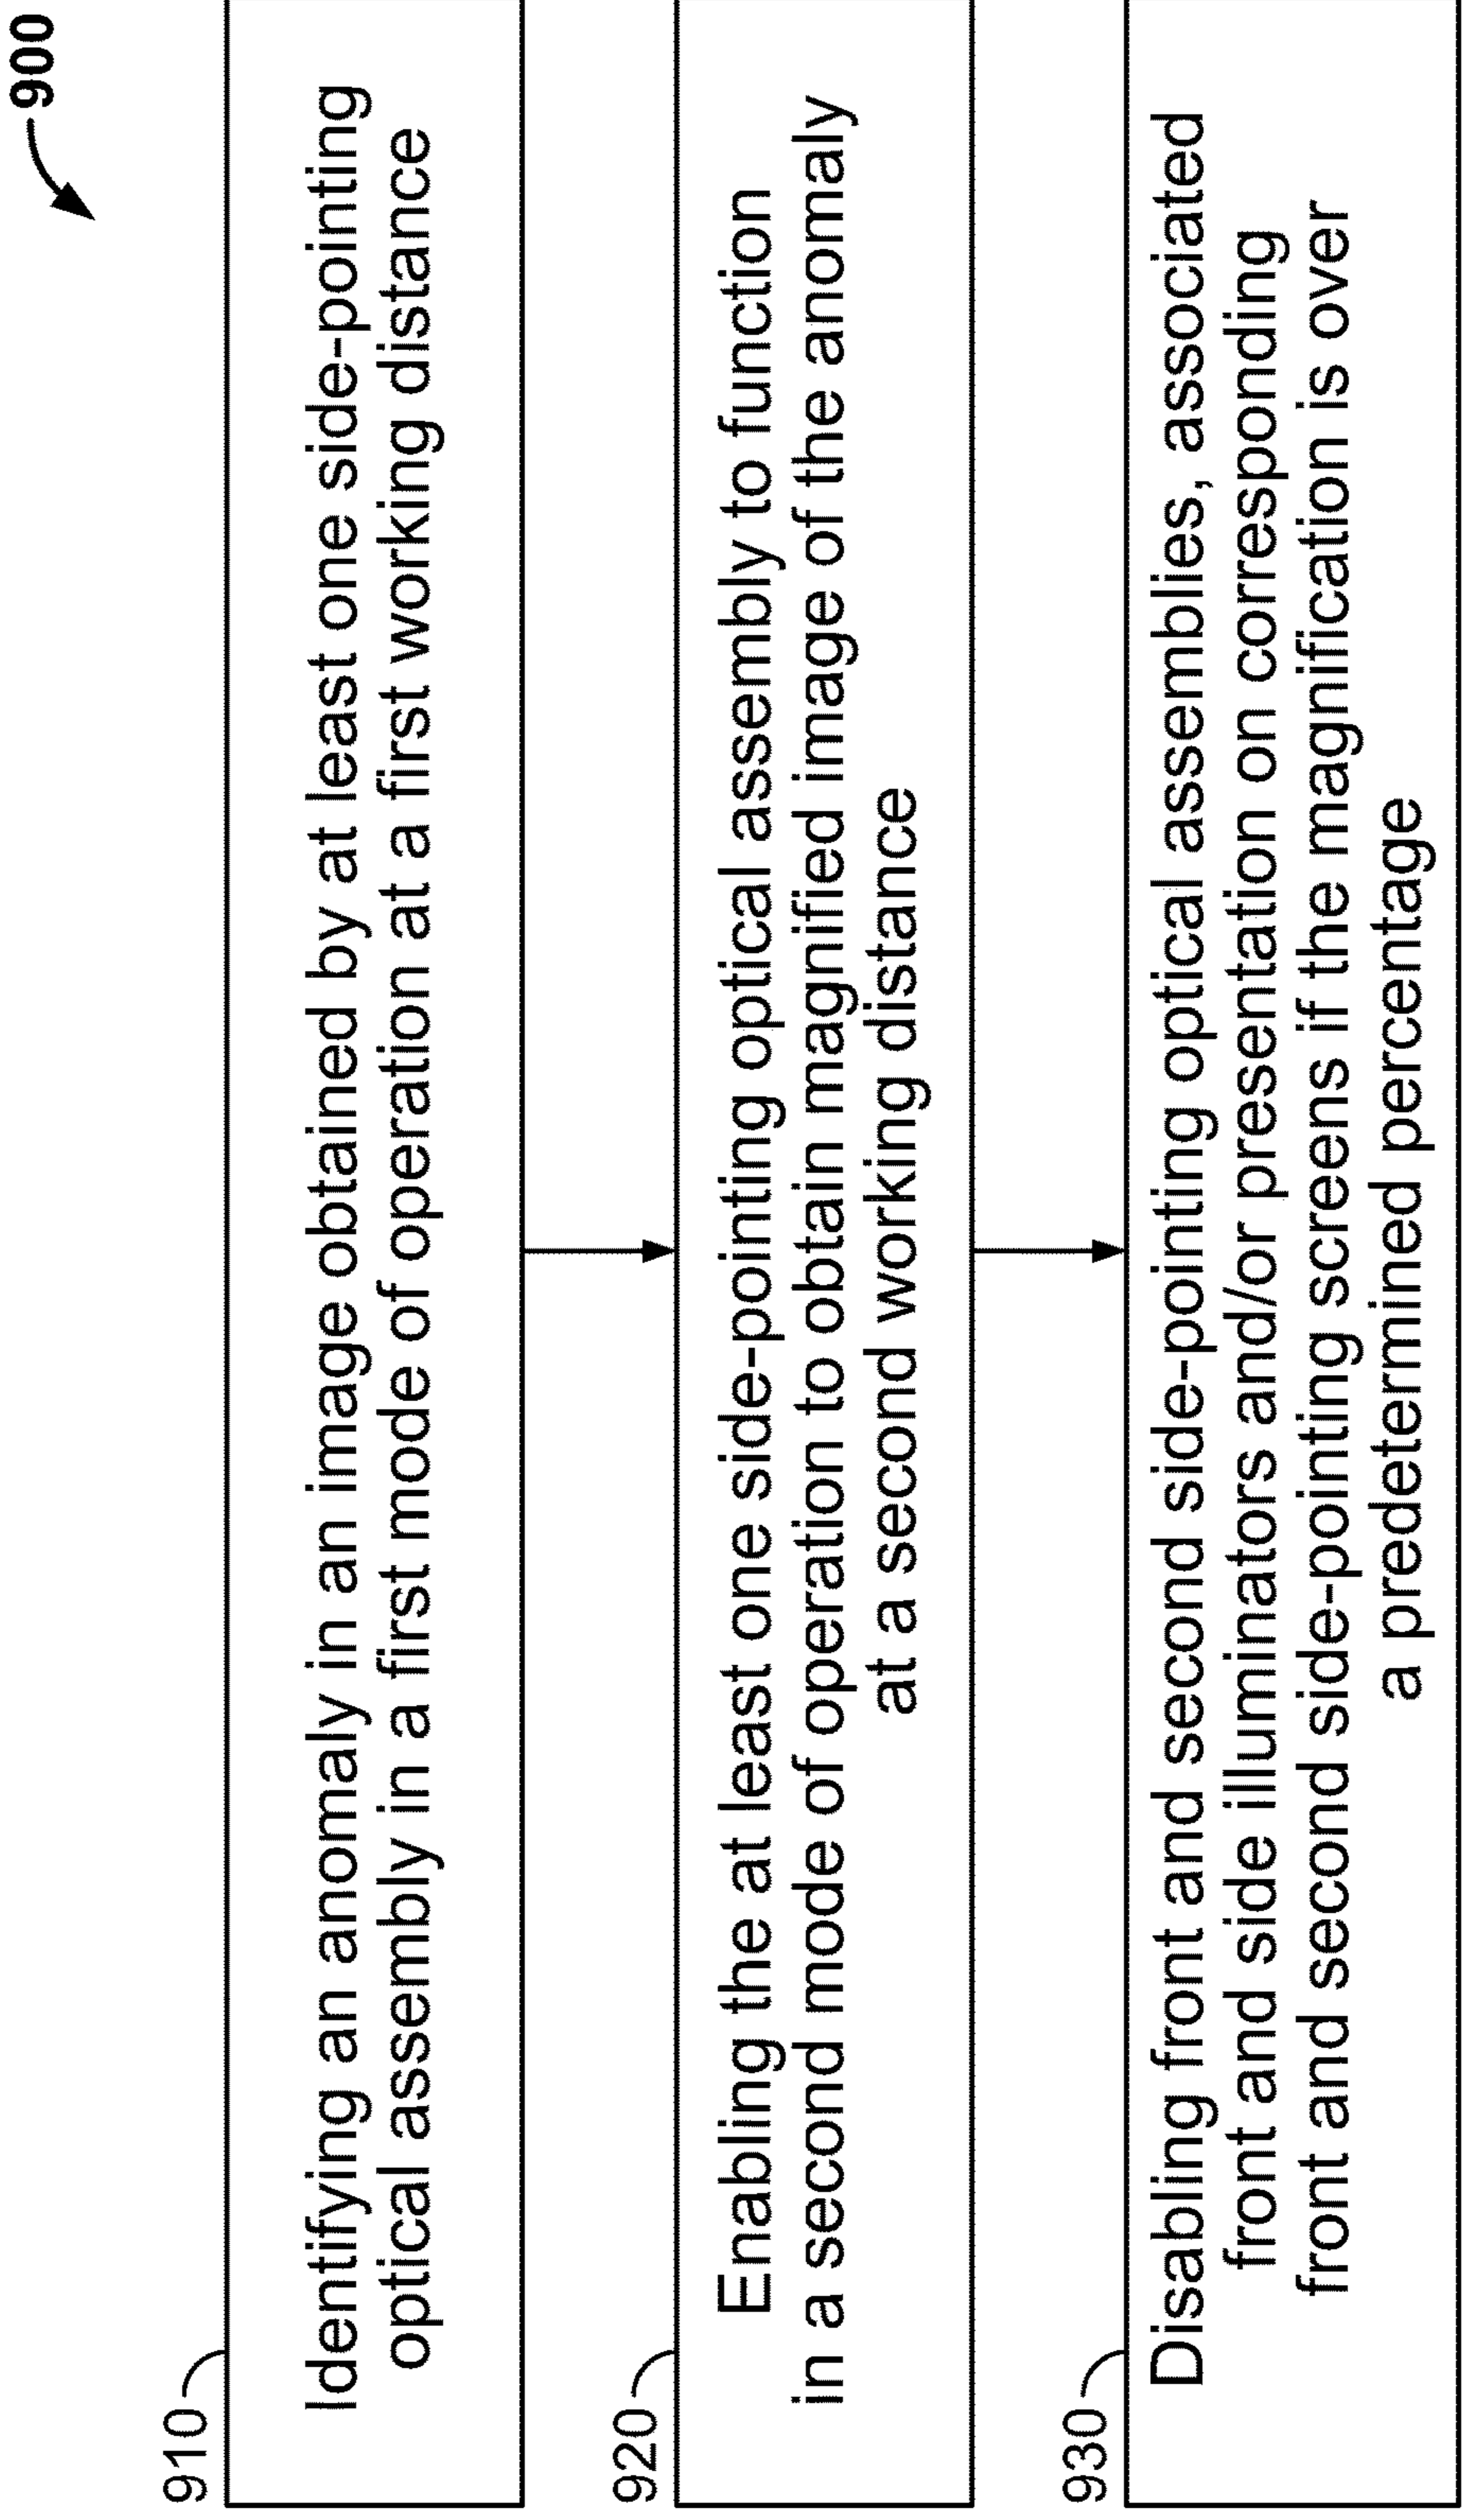 900
910
Identifying an anomaly in an image obtained by at least one side-pointing
optical assembly in a first mode of operation at a first working distance
920
Enabling the at least one side-pointing optical assembly to function
in a second mode of operation to obtain magnified image of the anomaly
at a second working distance
930
Disabling front and second side-pointing optical assemblies, associated
front and side illuminators and/or presentation on corresponding
front and second side-pointing screens if the magnification is over
a predetermined percentage